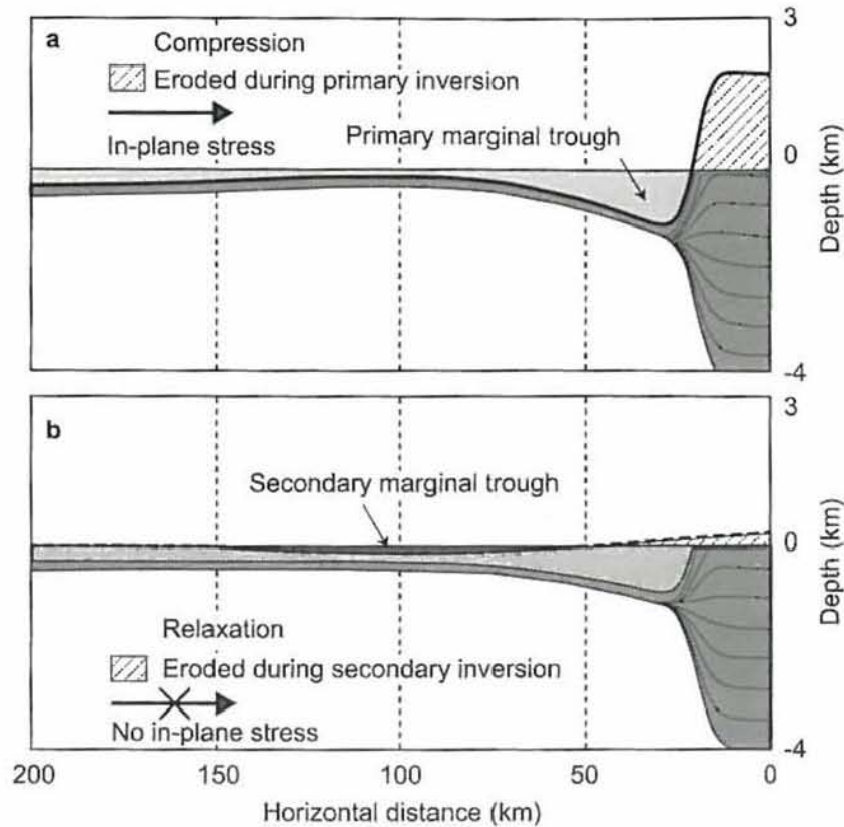 a
Compression
Eroded during primary inversion
In-plane stress
Primary marginal trough
3
0
-4
Depth (km)
b
Secondary marginal trough
Relaxation
Eroded during secondary inversion
No in-plane stress
3
0
-4
Depth (km)
200 150 100 50 0
Horizontal distance (km)